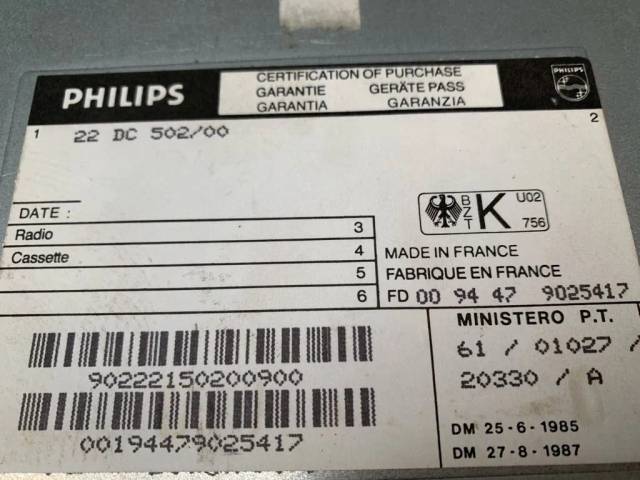 PHILIPS
CERTIFICATION OF PURCHASE
GARANTIE GERÄTE PASS
GARANTIA GARANZIA
PHILIPS
1 22 DC 502/00 2
DATE :
Radio 3
Cassette 4
5
6
BZT K U02 756
MADE IN FRANCE
FABRIQUE EN FRANCE
FD 00 94 47 9025417
MINISTERO P.T.
61 / 01027 /
20330 / A
DM 25-6-1985
DM 27-8-1987
90222150200900
00194479025417